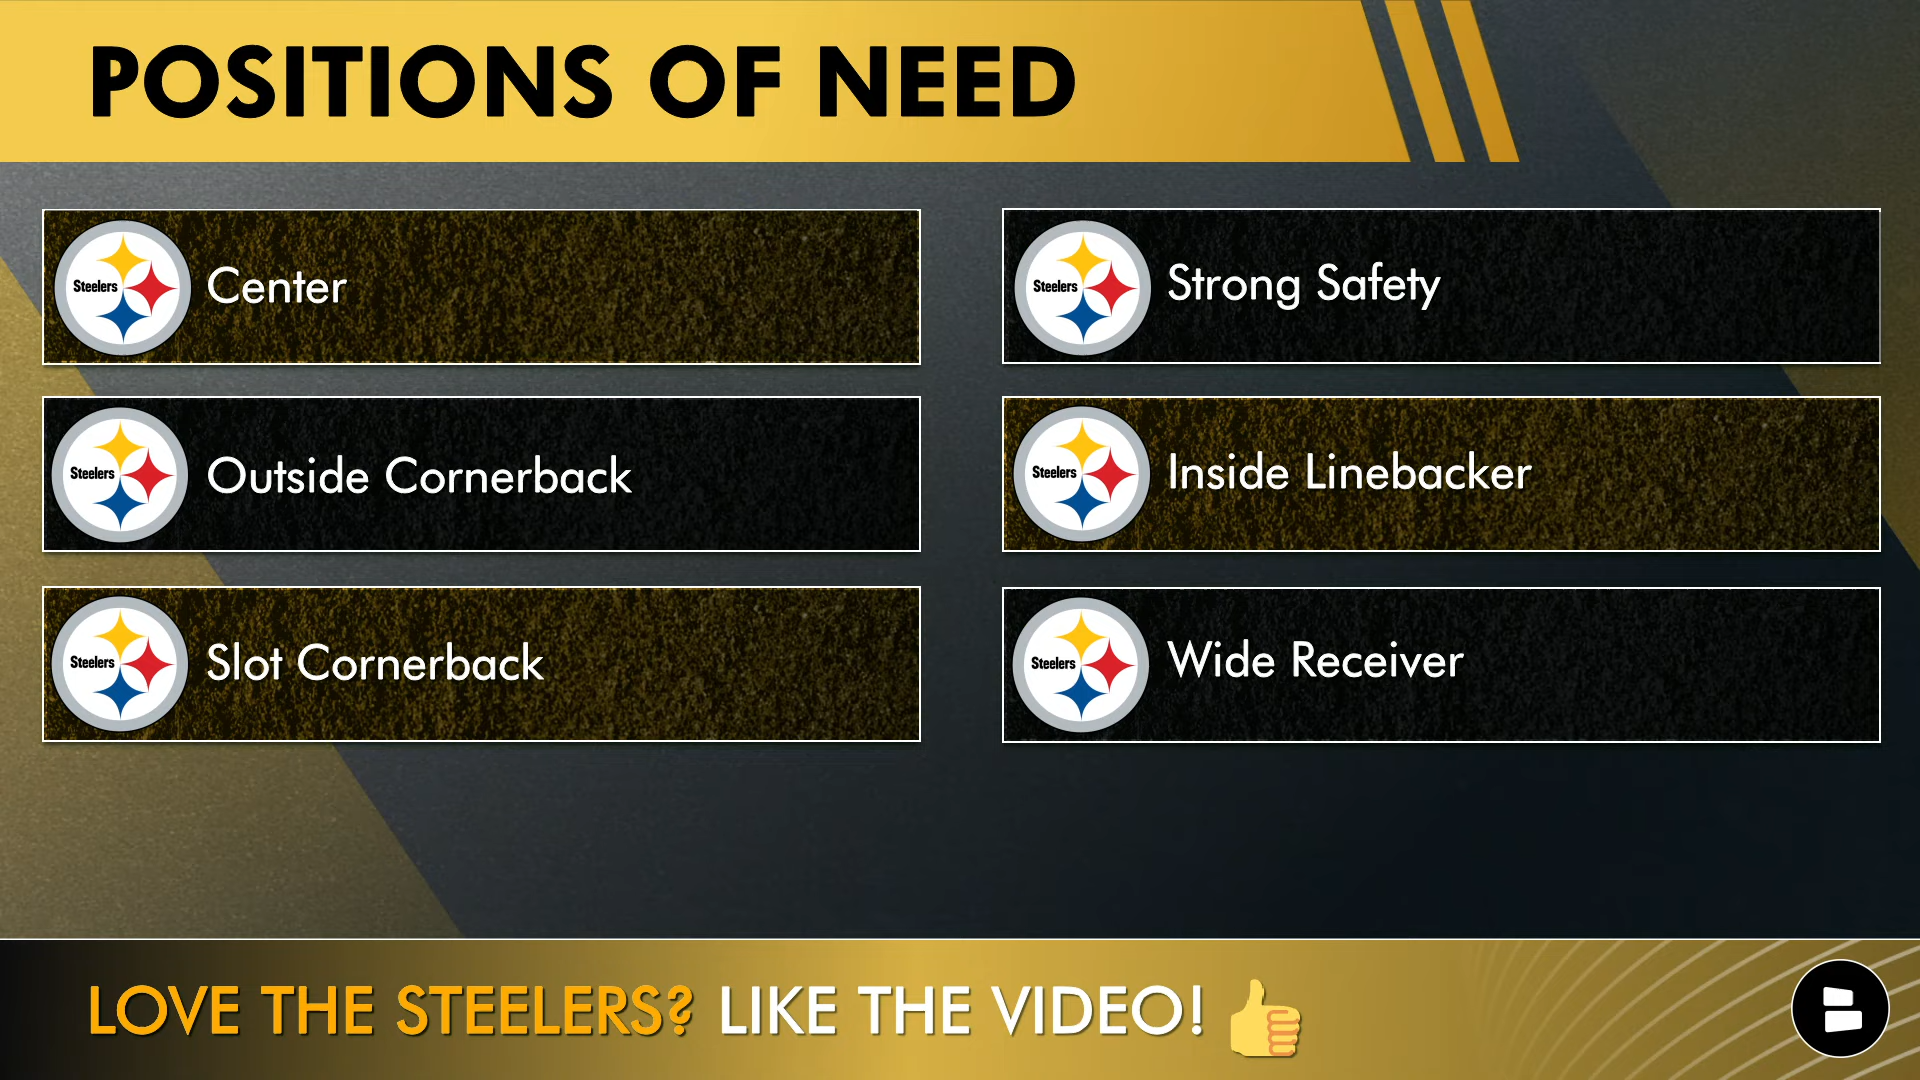 POSITIONS OF NEED
Steelers
Center
Steelers
Outside Cornerback
Steelers
Slot Cornerback
Steelers
Strong Safety
Steelers
Inside Linebacker
Steelers
Wide Receiver
LOVE THE STEELERS? LIKE THE VIDEO!